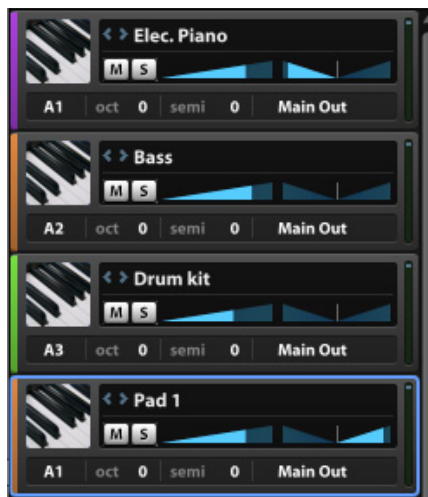 Elec. Piano
M S
A1 oct 0 semi 0 Main Out
Bass
M S
A2 oct 0 semi 0 Main Out
Drum kit
M S
A3 oct 0 semi 0 Main Out
Pad 1
M S
A1 oct 0 semi 0 Main Out